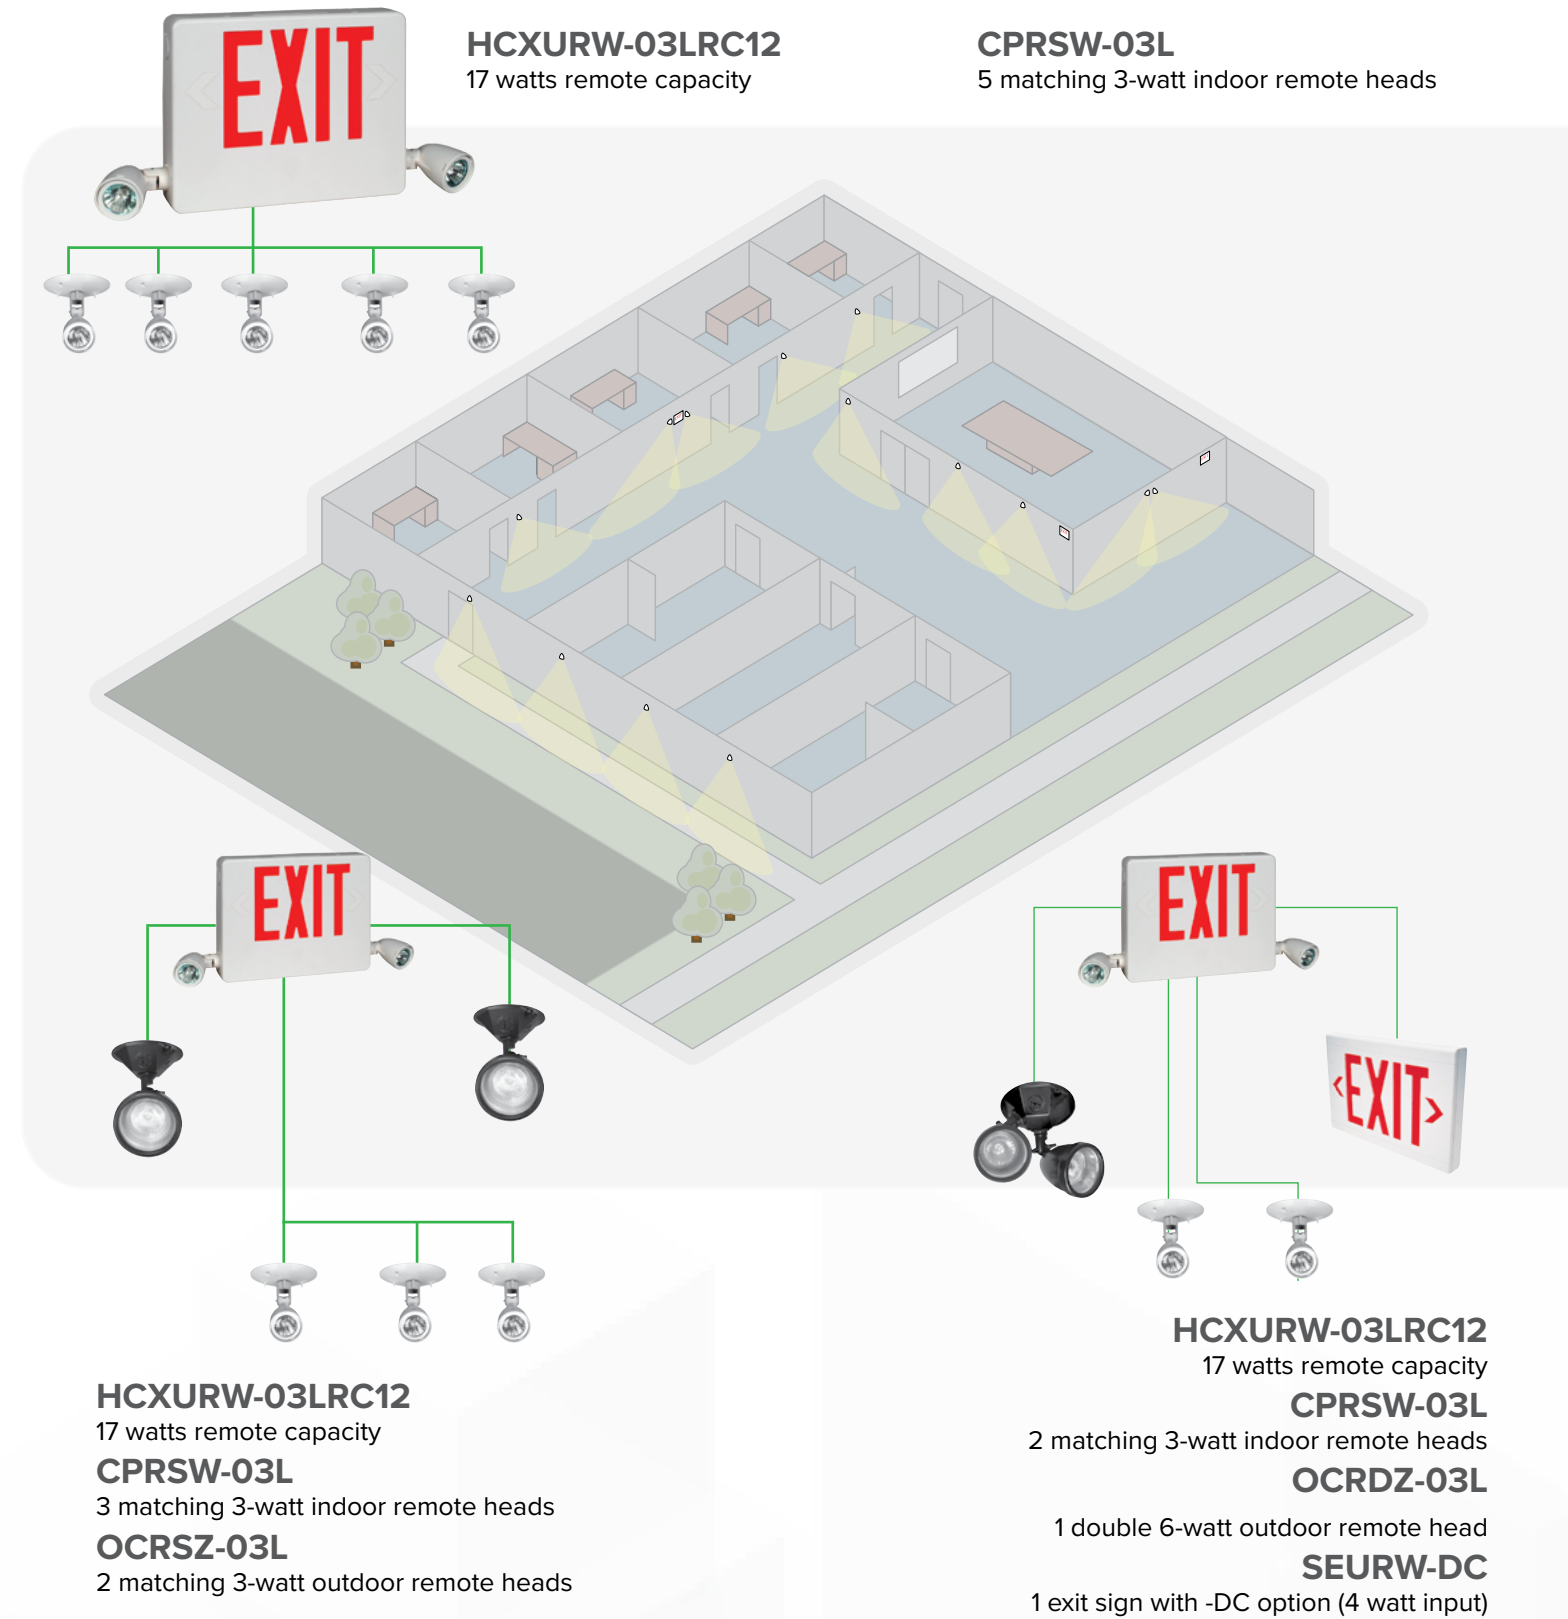 EXIT
HCXURW-03LRC12
17 watts remote capacity
CPRSW-03L
5 matching 3-watt indoor remote heads
EXIT
EXIT
EXIT
HCXURW-03LRC12
17 watts remote capacity
CPRSW-03L
3 matching 3-watt indoor remote heads
OCRSZ-03L
2 matching 3-watt outdoor remote heads
HCXURW-03LRC12
17 watts remote capacity
CPRSW-03L
2 matching 3-watt indoor remote heads
OCRDZ-03L
1 double 6-watt outdoor remote head
SEURW-DC
1 exit sign with -DC option (4 watt input)